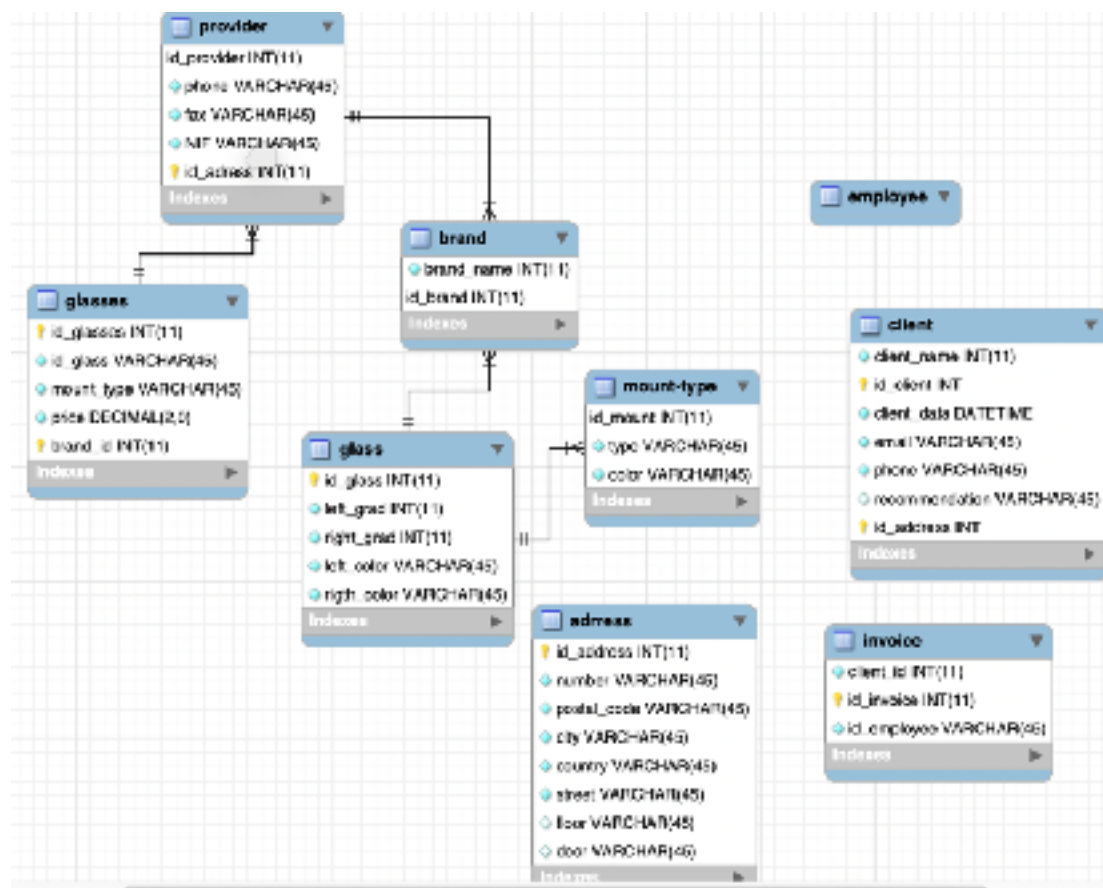 provider
id_provider INT(11)
phone VARCHAR(45)
fax VARCHAR(45)
NIF VARCHAR(45)
id_adress INT(11)
Indexes
employee
brand
brand_name INT(11)
id_brand INT(11)
Indexes
glasses
id_glasses INT(11)
id_glass VARCHAR(45)
mount_type VARCHAR(45)
price
brand_id INT(11)
Indexes
client
client_name INT(11)
id_client INT
client_data DATETIME
email VARCHAR(45)
phone VARCHAR(45)
recommendation VARCHAR(45)
id_address INT
Indexes
mount-type
id_mount INT(11)
type VARCHAR(45)
color VARCHAR(45)
Indexes
glass
id_glass INT(11)
left_grad INT(11)
right_grad INT(11)
left_color VARCHAR(45)
rigth_color VARCHAR(45)
Indexes
adrress
id_address INT(11)
number VARCHAR(45)
postal_code VARCHAR(45)
city VARCHAR(45)
country VARCHAR(45)
street VARCHAR(45)
floor VARCHAR(45)
door VARCHAR(45)
Indexes
invoice
client_id INT(11)
id_invoice INT(11)
id_employee VARCHAR(45)
Indexes